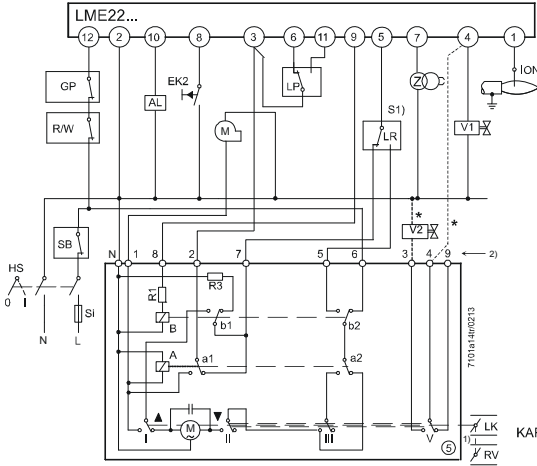 LME22...
12 2 10 8 3 6 11 9 5 7 4 1
GP
EK2
LP
S1)
ION
AL
LR
Z
V1
R/W
M
*
*
V2
SB
HS
N 1 8 2 7 5 6 3 4 9 2)
0 I
Si
N L
R1
R3
B
b1
b2
A
a1
a2
7101a14tr/0213
I
M
~
II
III
V
5
1)
LK
RV
KAF